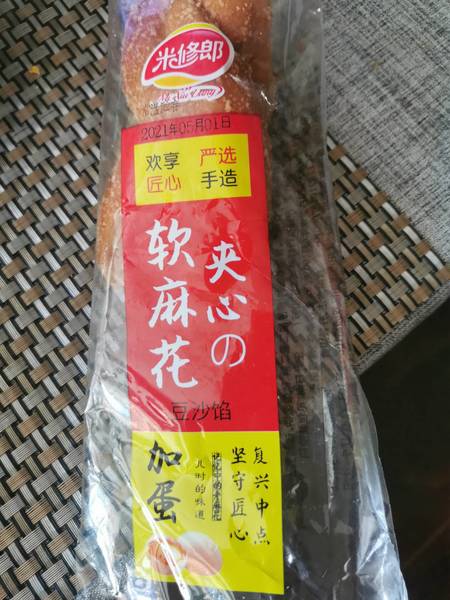 米修郎
2021年05月01日
欢享 严选
匠心 手造
夹心の
软麻花
豆沙馅
加蛋
复兴中点
坚守匠心
儿时的味道